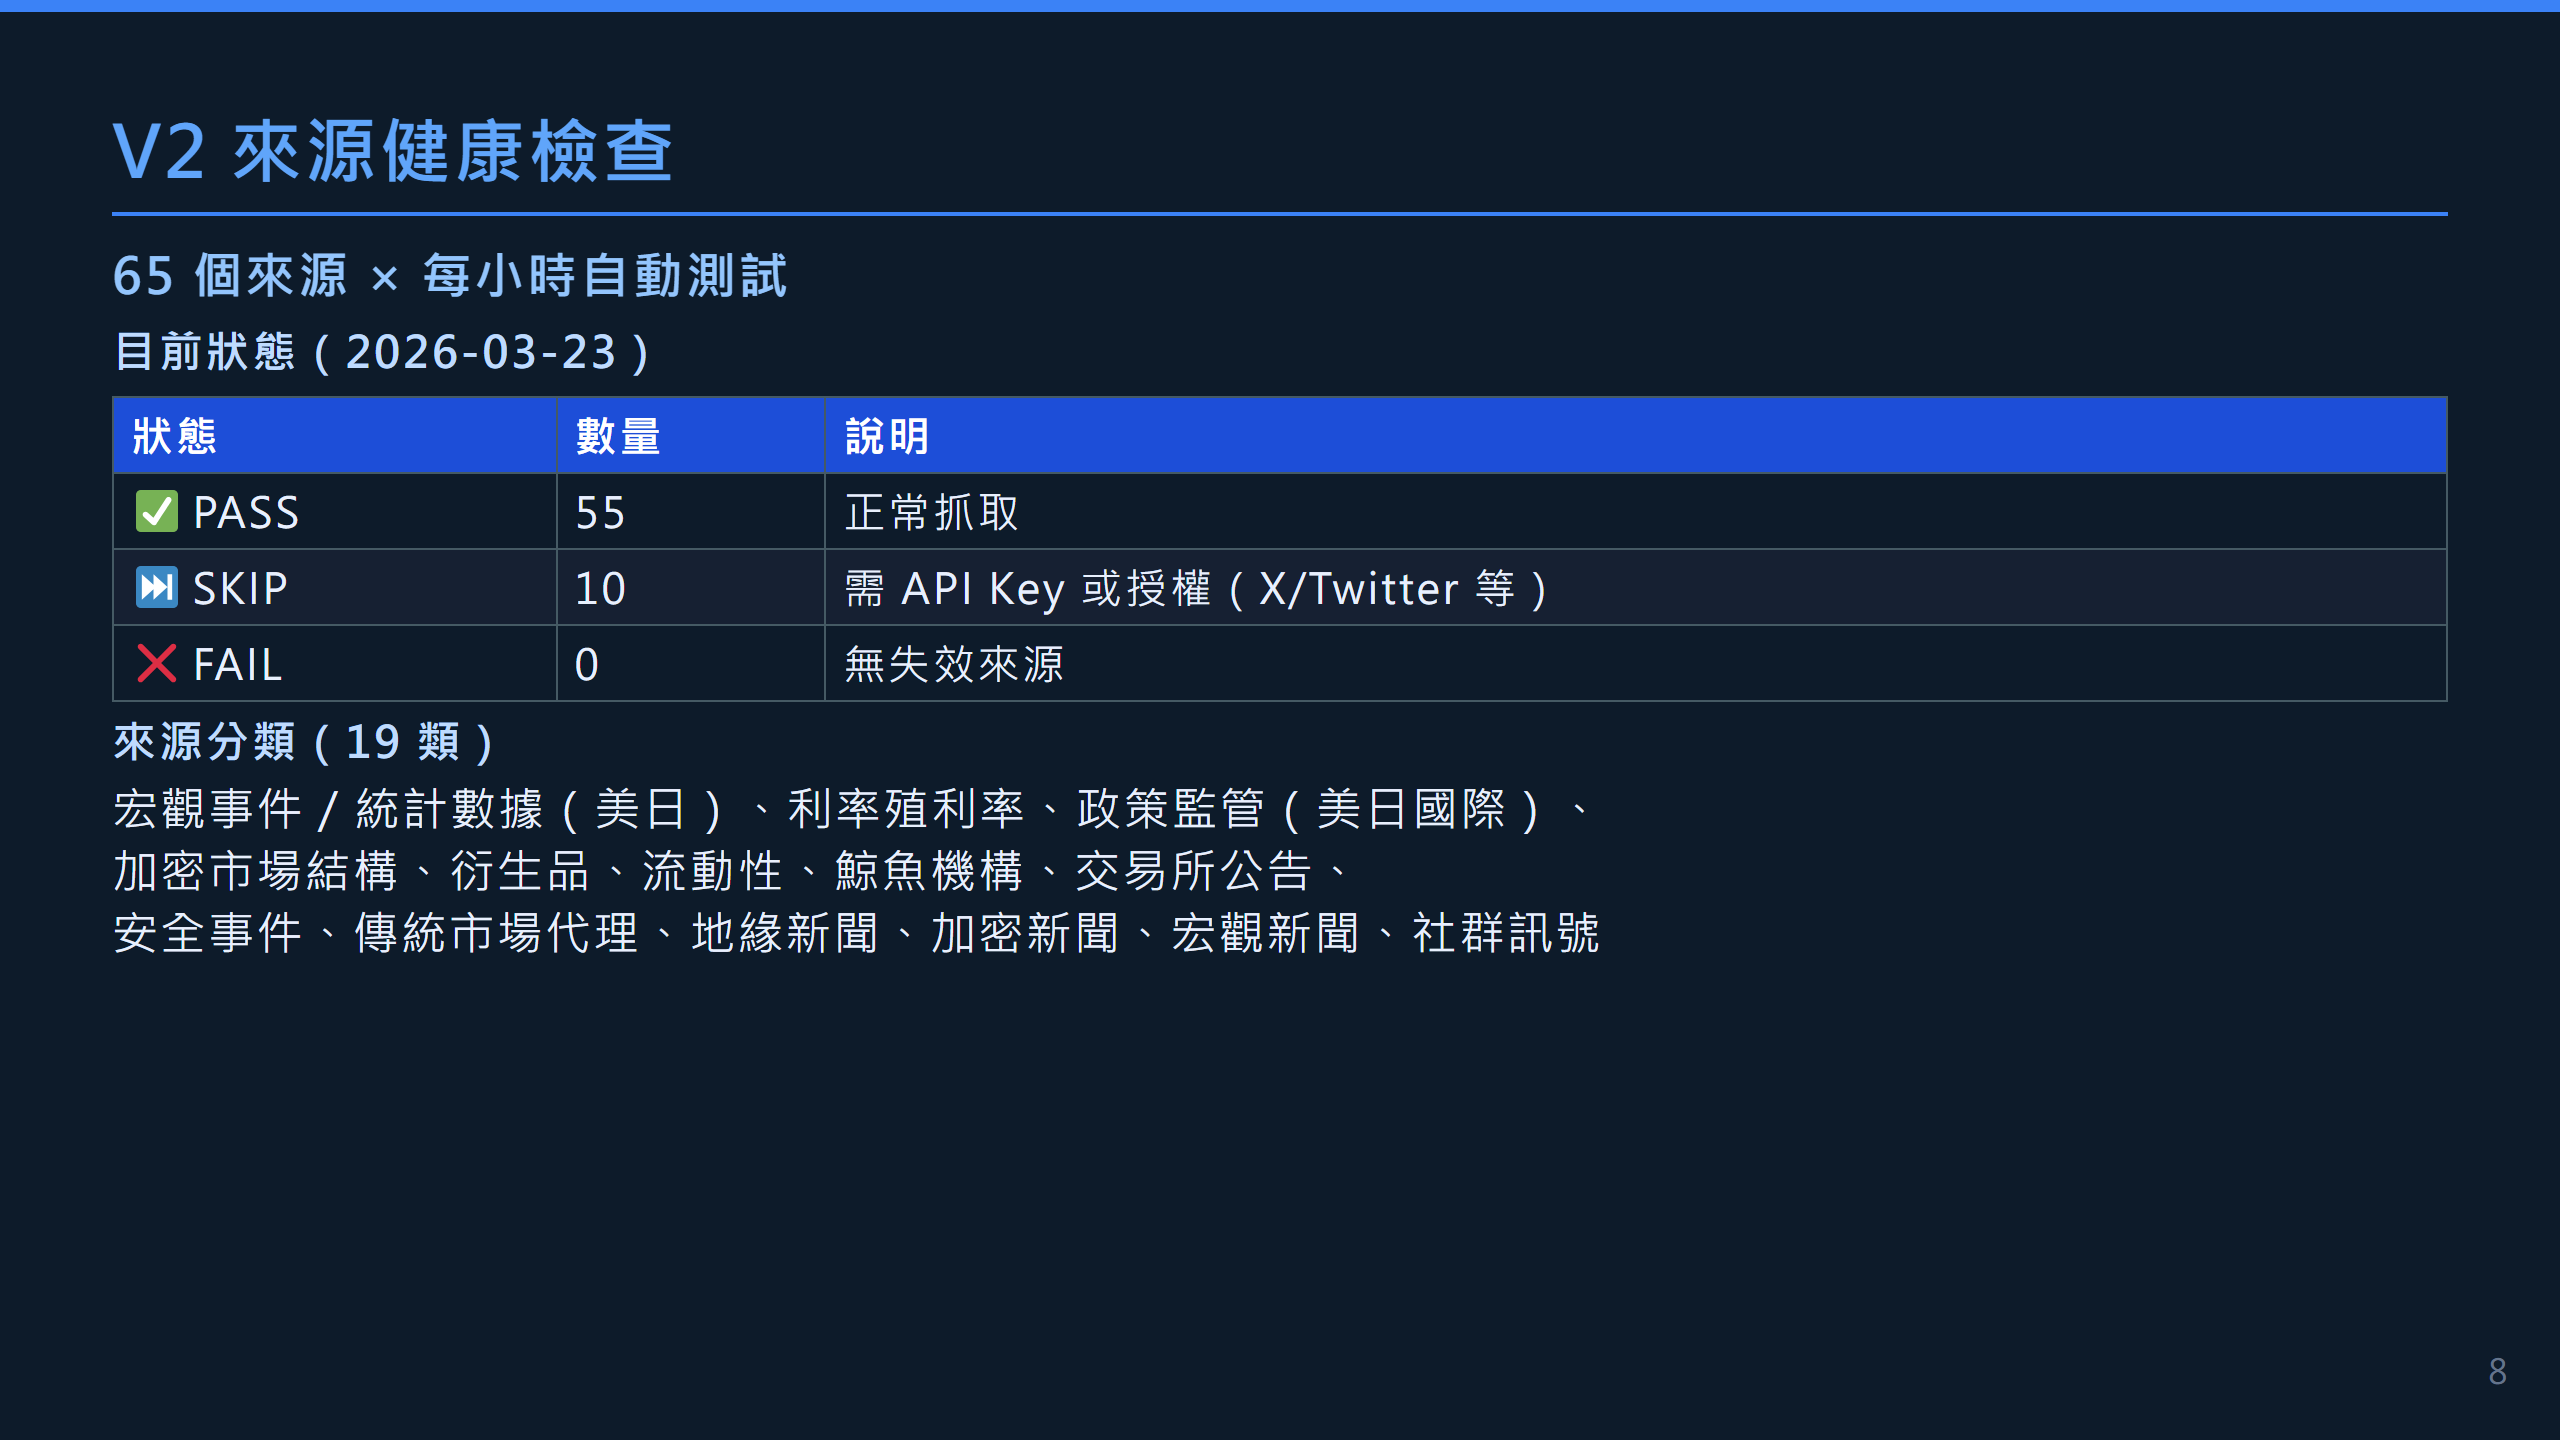 V2 來源健康檢查
65 個來源 × 每小時自動測試
目前狀態（2026-03-23）
狀態 數量 說明
✅ PASS 55 正常抓取
⏭️ SKIP 10 需 API Key 或授權（X/Twitter 等）
❌ FAIL 0 無失效來源
來源分類（19 類）
宏觀事件 / 統計數據（美日）、利率殖利率、政策監管（美日國際）、
加密市場結構、衍生品、流動性、鯨魚機構、交易所公告、
安全事件、傳統市場代理、地緣新聞、加密新聞、宏觀新聞、社群訊號
8